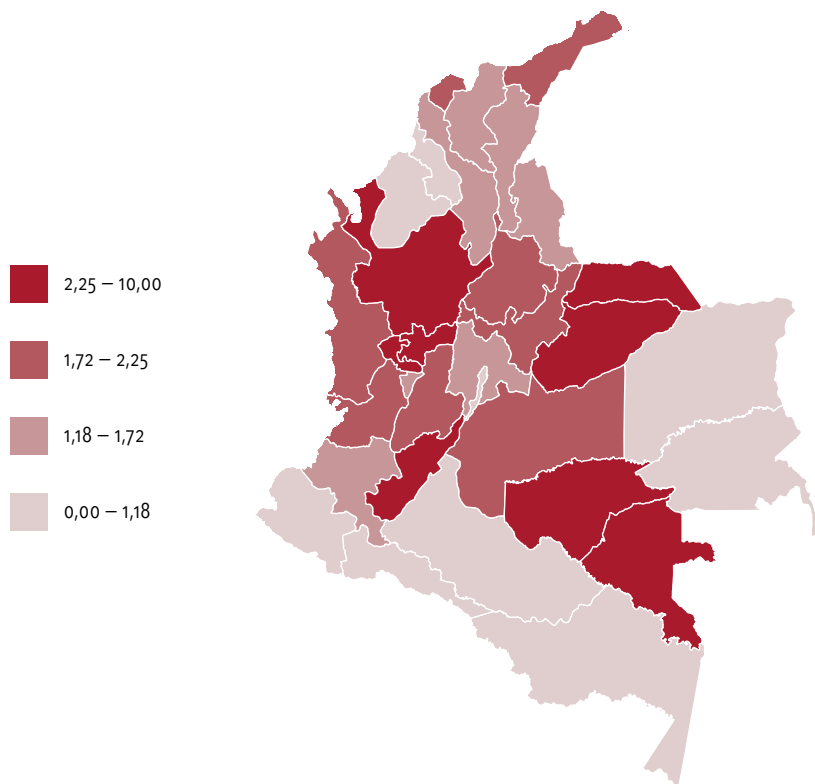 2,25 – 10,00
1,72 – 2,25
1,18 – 1,72
0,00 – 1,18